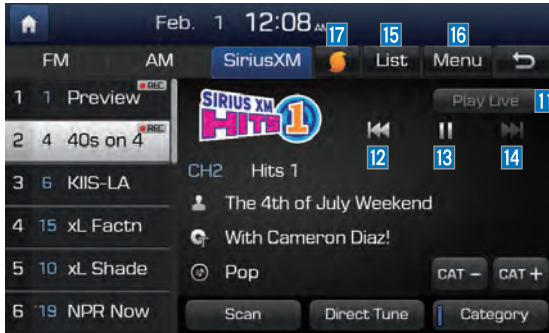 Feb. 1 12:08 AM
17 15 16
FM AM SiriusXM List Menu
1 1 Preview REC
2 4 40s on 4 REC
3 6 KIIS-LA
4 15 xL Factn
5 10 xL Shade
6 19 NPR Now
SIRIUS XM
HITS 1
Play Live 11
12 13 14
CH2 Hits 1
The 4th of July Weekend
With Cameron Diaz!
Pop
CAT − CAT +
Scan Direct Tune Category